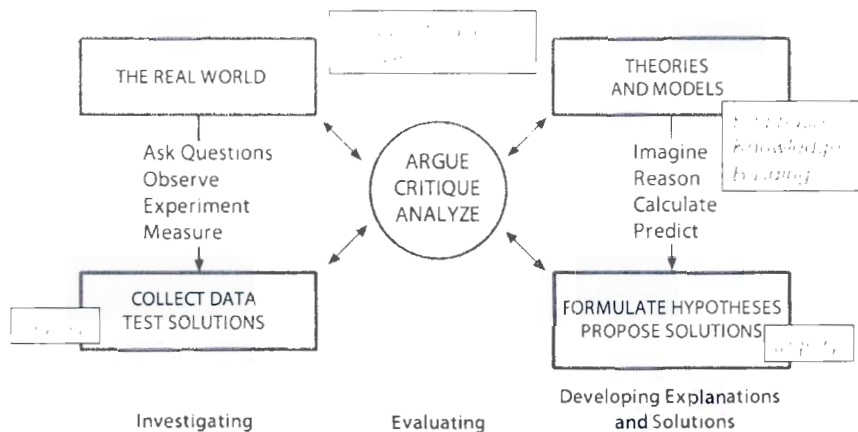 THE REAL WORLD
THEORIES
AND MODELS
Ask Questions
Observe
Experiment
Measure
ARGUE
CRITIQUE
ANALYZE
Imagine
Reason
Calculate
Predict
Knowledge
COLLECT DATA
TEST SOLUTIONS
FORMULATE HYPOTHESES
PROPOSE SOLUTIONS
Investigating
Evaluating
Developing Explanations
and Solutions